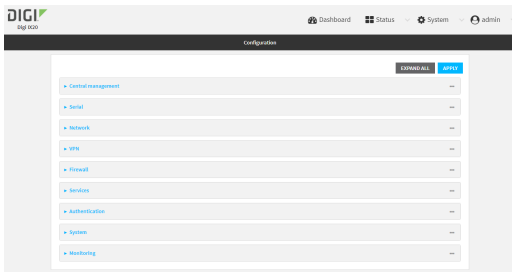 DIGI
Digi IX20
Dashboard
Status
System
admin
Configuration
EXPAND ALL
APPLY
Central management
Serial
Network
VPN
Firewall
Services
Authentication
System
Monitoring